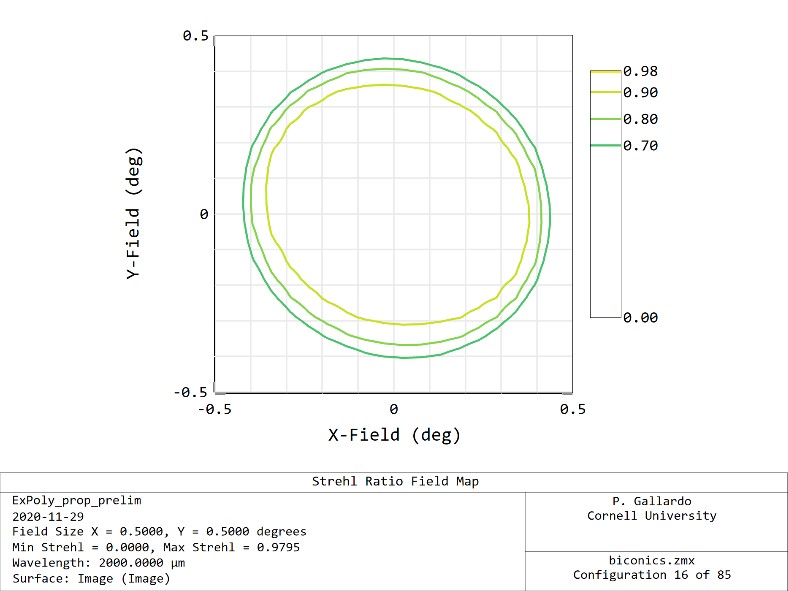 0.5
0
-0.5
Y-Field (deg)
-0.5 0 0.5
X-Field (deg)
0.98
0.90
0.80
0.70
0.00
Strehl Ratio Field Map
ExPoly_prop_prelim
2020-11-29
Field Size X = 0.5000, Y = 0.5000 degrees
Min Strehl = 0.0000, Max Strehl = 0.9795
Wavelength: 2000.0000 µm
Surface: Image (Image)
P. Gallardo
Cornell University
biconics.zmx
Configuration 16 of 85